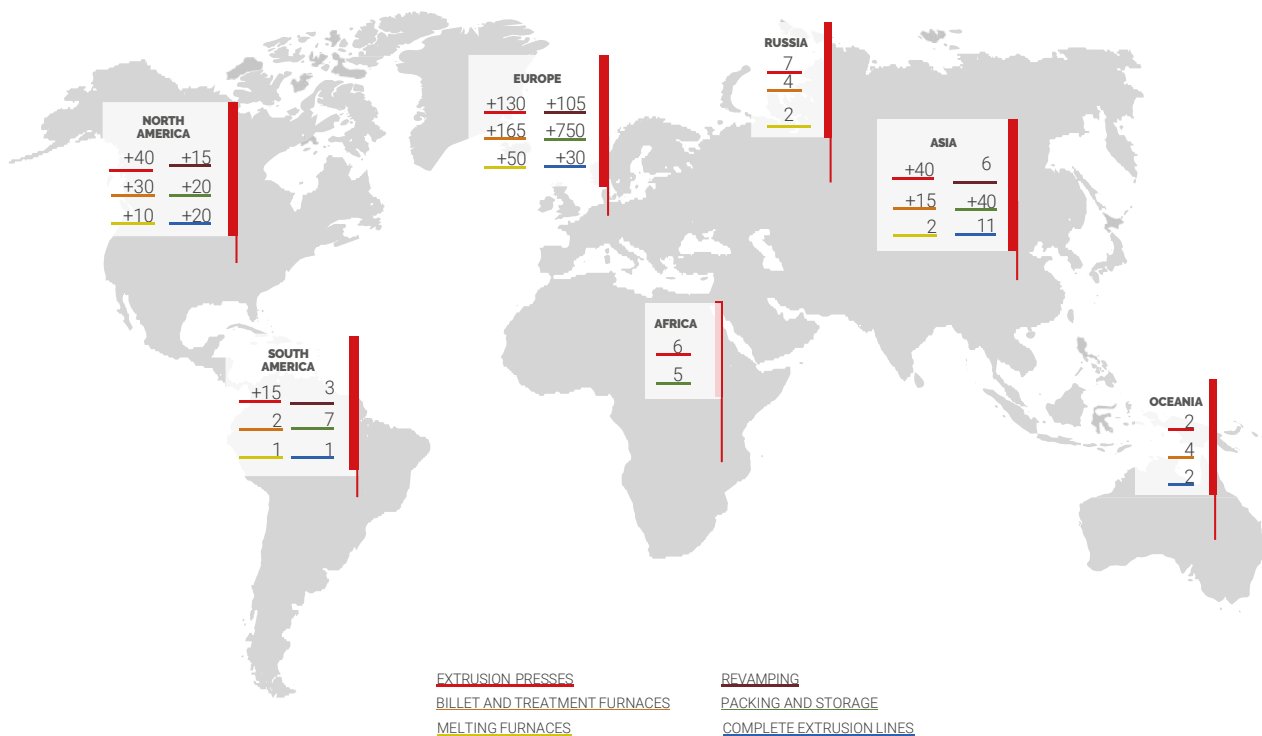 RUSSIA
7
4
2
EUROPE
+130 +105
+165 +750
+50 +30
NORTH
AMERICA
+40 +15
+30 +20
+10 +20
ASIA
+40 6
+15 +40
2 11
AFRICA
6
5
SOUTH
AMERICA
+15 3
2 7
1 1
OCEANIA
2
4
2
EXTRUSION PRESSES REVAMPING
BILLET AND TREATMENT FURNACES PACKING AND STORAGE
MELTING FURNACES COMPLETE EXTRUSION LINES